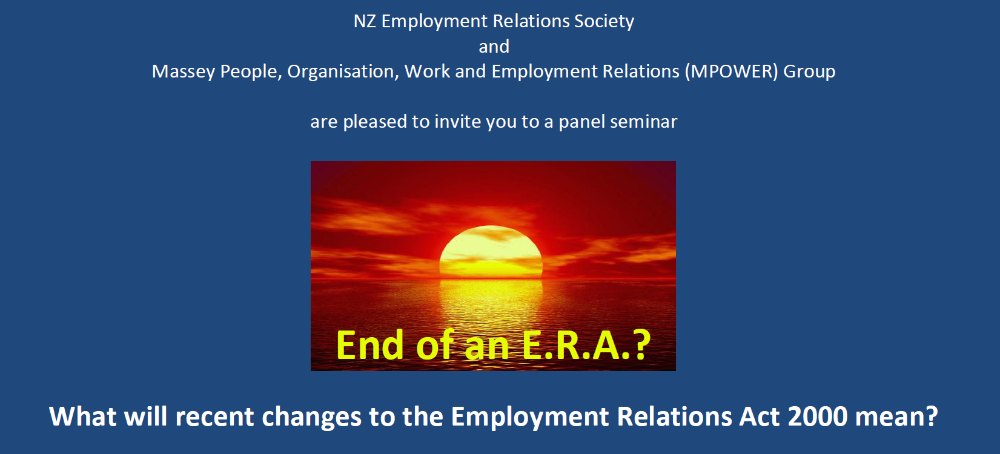 NZ Employment Relations Society
and
Massey People, Organisation, Work and Employment Relations (MPOWER) Group
are pleased to invite you to a panel seminar
End of an E.R.A.?
What will recent changes to the Employment Relations Act 2000 mean?